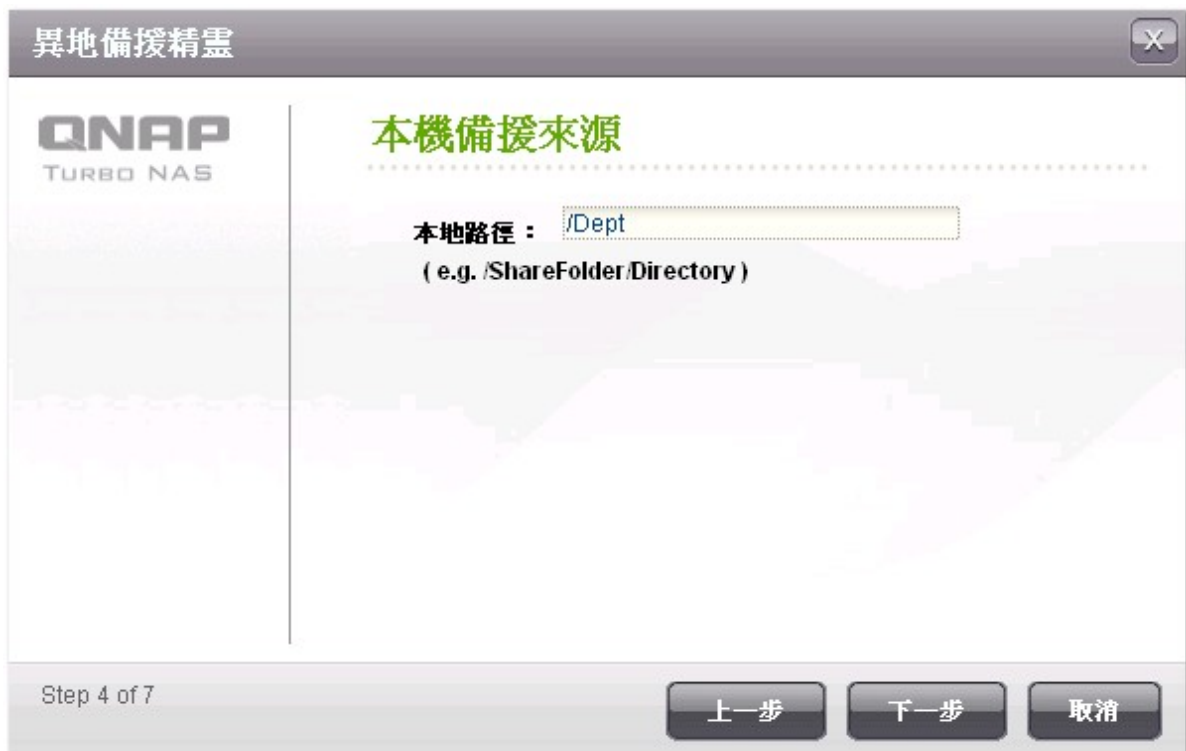 異地備援精靈
X
QNAP
TURBO NAS
本機備援來源
本地路徑： /Dept
( e.g. /ShareFolder/Directory )
Step 4 of 7
上一步 下一步 取消